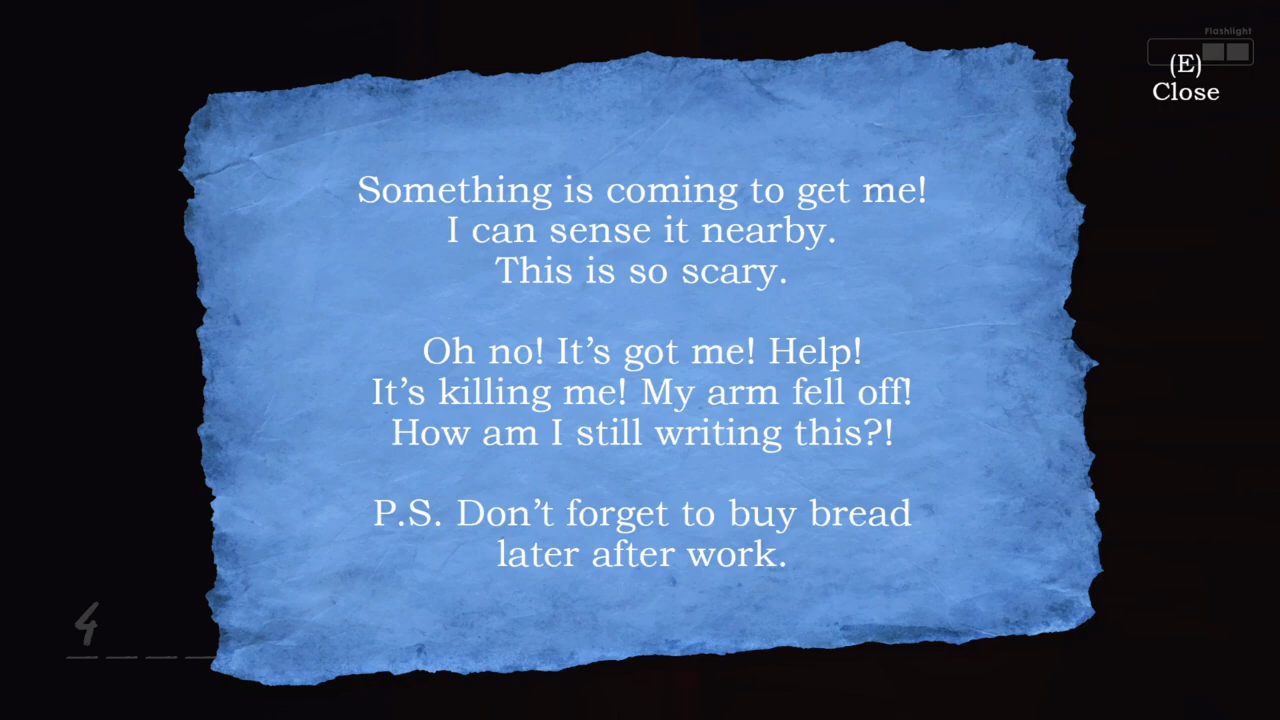 Flashlight
(E)
Close
Something is coming to get me!
I can sense it nearby.
This is so scary.
Oh no! It's got me! Help!
It's killing me! My arm fell off!
How am I still writing this?!
P.S. Don't forget to buy bread
later after work.
4